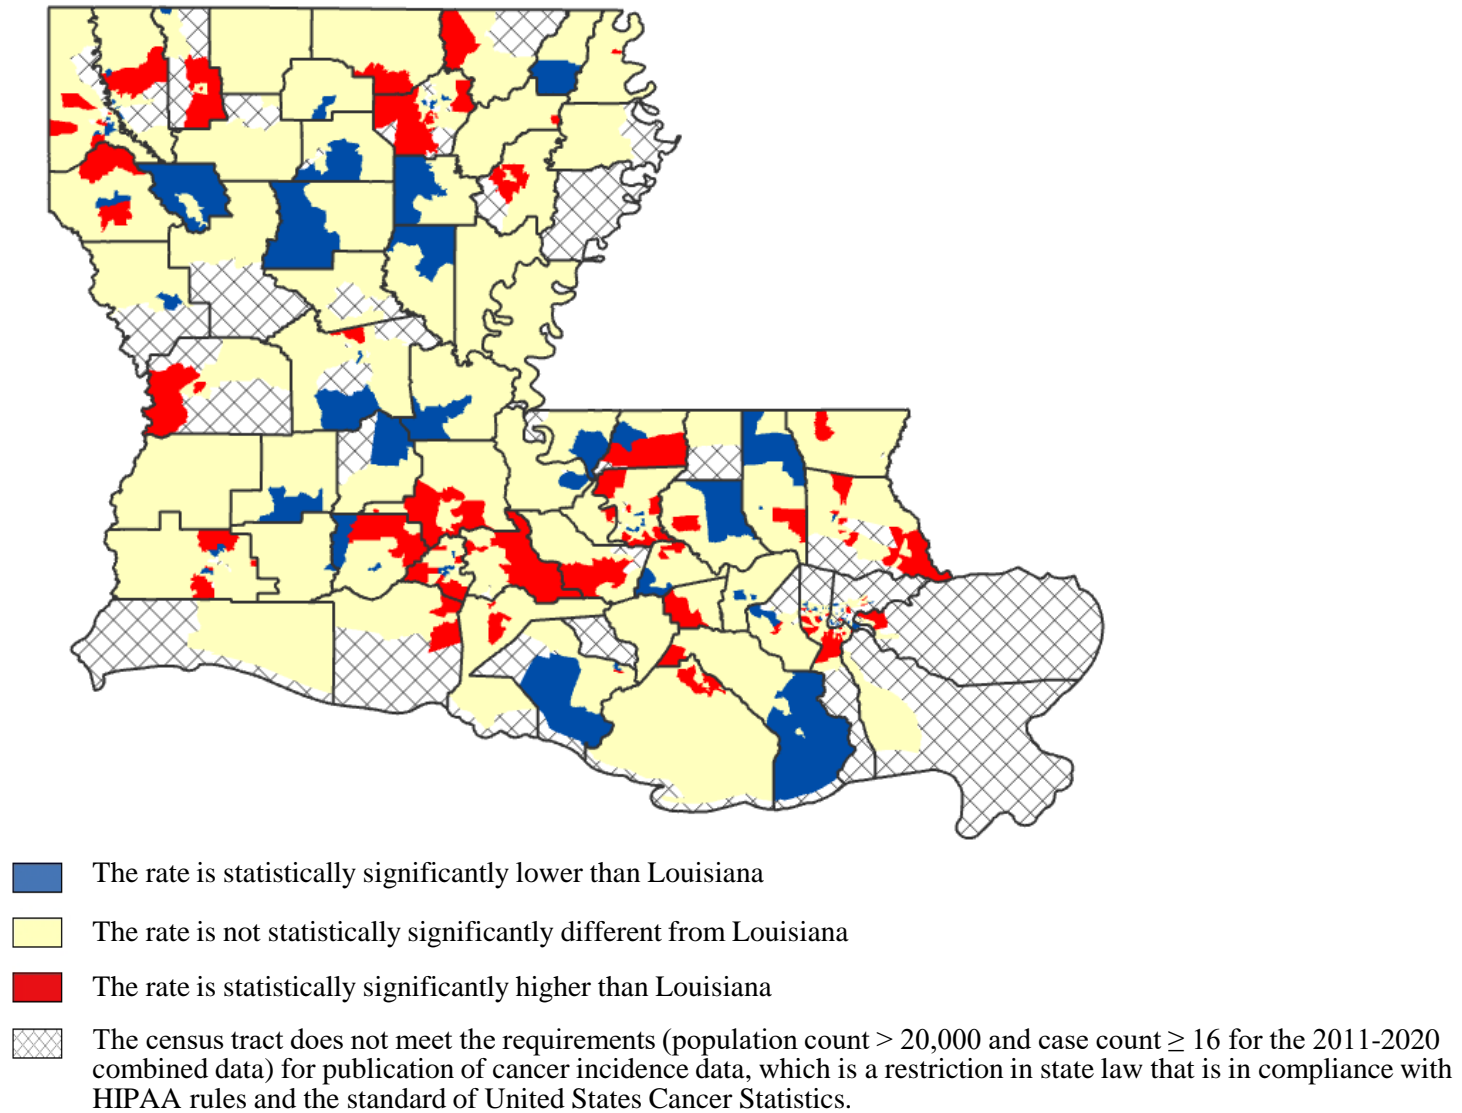 The rate is statistically significantly lower than Louisiana
The rate is not statistically significantly different from Louisiana
The rate is statistically significantly higher than Louisiana
The census tract does not meet the requirements (population count > 20,000 and case count ≥ 16 for the 2011-2020
combined data) for publication of cancer incidence data, which is a restriction in state law that is in compliance with
HIPAA rules and the standard of United States Cancer Statistics.